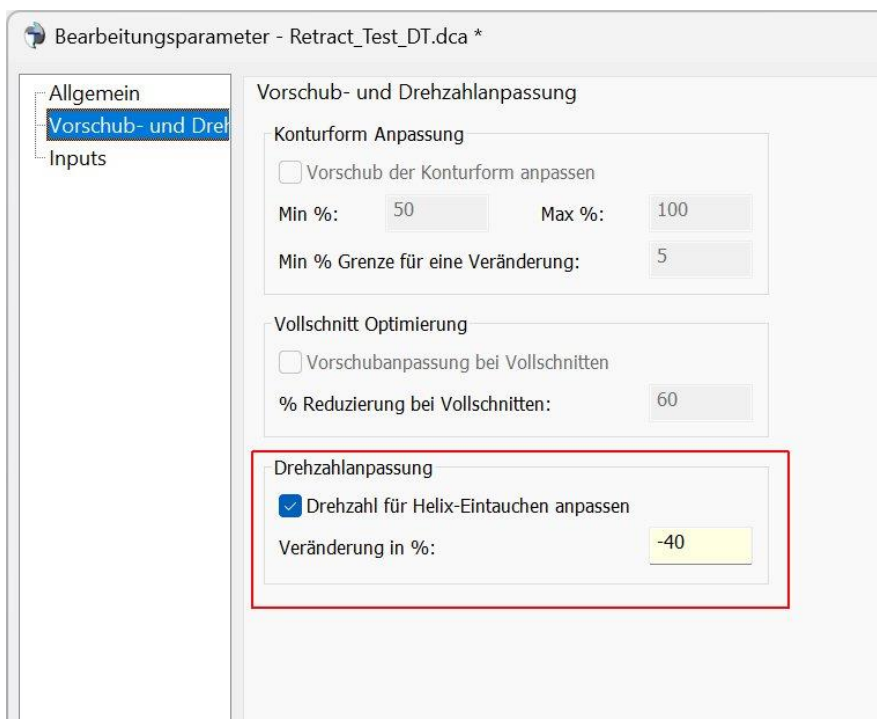 Bearbeitungsparameter - Retract_Test_DT.dca *
Allgemein
Vorschub- und Dreh
Inputs
Vorschub- und Drehzahlanpassung
Konturform Anpassung
Vorschub der Konturform anpassen
Min %: 50 Max %: 100
Min % Grenze für eine Veränderung: 5
Vollschnitt Optimierung
Vorschubanpassung bei Vollschnitten
% Reduzierung bei Vollschnitten: 60
Drehzahlanpassung
Drehzahl für Helix-Eintauchen anpassen
Veränderung in %: -40